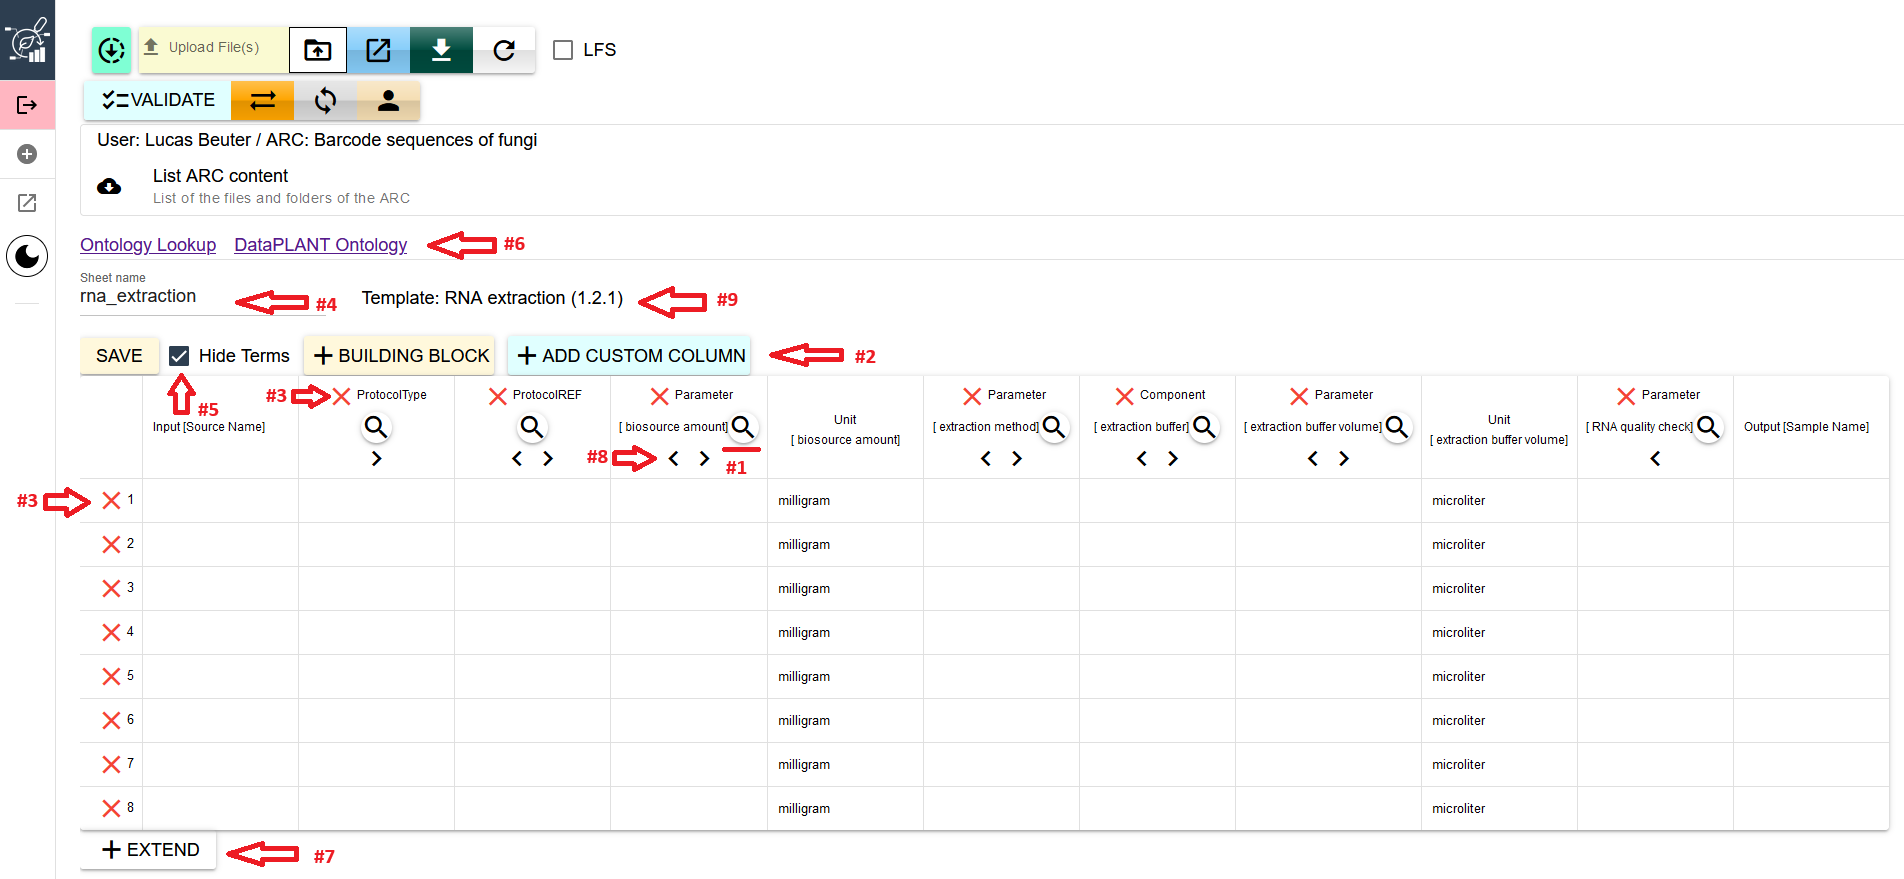 Upload File(s)
LFS
VALIDATE
User: Lucas Beuter / ARC: Barcode sequences of fungi
List ARC content
List of the files and folders of the ARC
Ontology Lookup DataPLANT Ontology #6
Sheet name
rna_extraction #4 Template: RNA extraction (1.2.1) #9
SAVE Hide Terms BUILDING BLOCK ADD CUSTOM COLUMN #2
#3 ProtocolType ProtocolREF Parameter Parameter Component Parameter Parameter
#5
Input [Source Name] [ biosource amount] Unit [ extraction method] [ extraction buffer] [ extraction buffer volume] Unit [ RNA quality check] Output [Sample Name]
[ biosource amount] [ extraction buffer volume]
#8 #1
#3 1 milligram microliter
2 milligram microliter
3 milligram microliter
4 milligram microliter
5 milligram microliter
6 milligram microliter
7 milligram microliter
8 milligram microliter
EXTEND #7